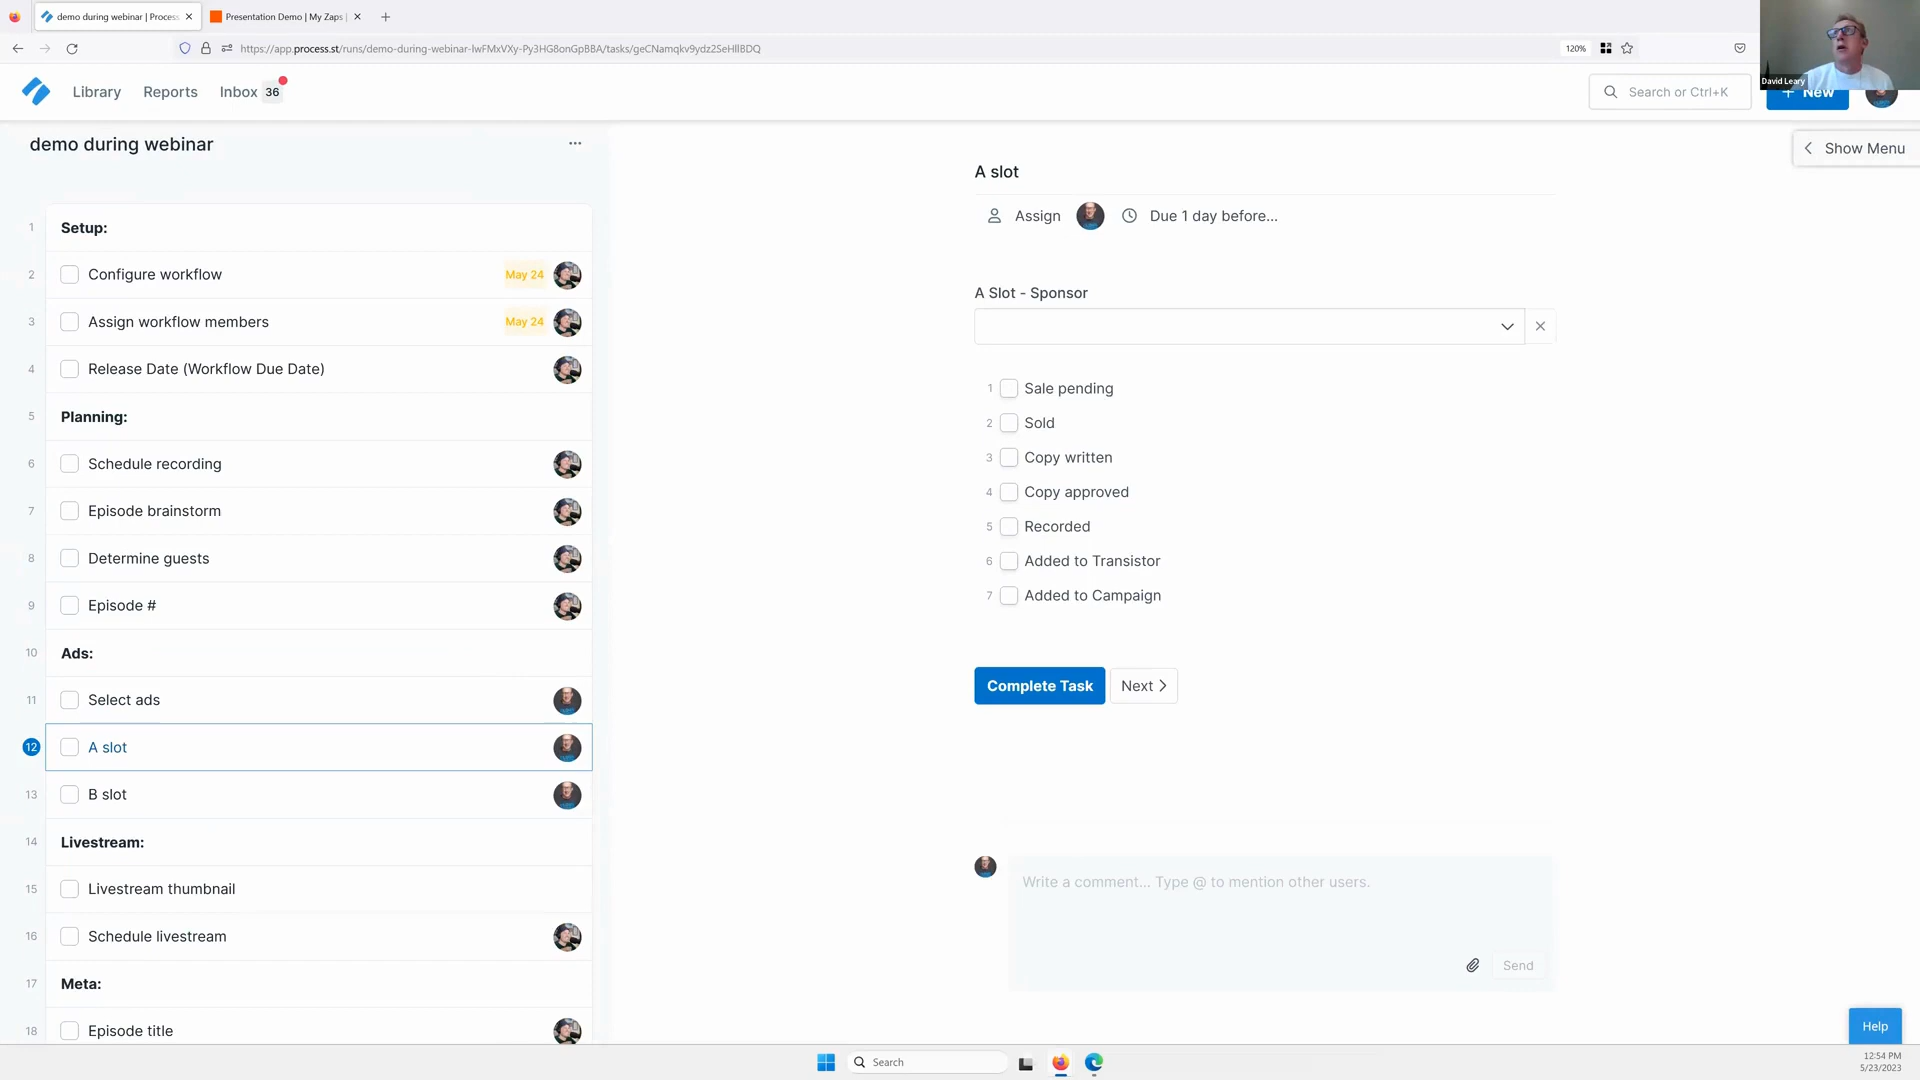 demo during webinar | Process
Presentation Demo | My Zaps |
https://app.process.st/runs/demo-during-webinar-IwFMxVXy-Py3HG8onGpBBA/tasks/geCNamqkv9ydz2SeHllBDQ
120%
David Leary
Library
Reports
Inbox 36
Search or Ctrl+K
+ New
demo during webinar
...
Show Menu
1 Setup:
2 Configure workflow May 24
3 Assign workflow members May 24
4 Release Date (Workflow Due Date)
5 Planning:
6 Schedule recording
7 Episode brainstorm
8 Determine guests
9 Episode #
10 Ads:
11 Select ads
12 A slot
13 B slot
14 Livestream:
15 Livestream thumbnail
16 Schedule livestream
17 Meta:
18 Episode title
A slot
Assign Due 1 day before...
A Slot - Sponsor
1 Sale pending
2 Sold
3 Copy written
4 Copy approved
5 Recorded
6 Added to Transistor
7 Added to Campaign
Complete Task Next
Write a comment... Type @ to mention other users.
Send
Help
Search
12:54 PM
5/23/2023